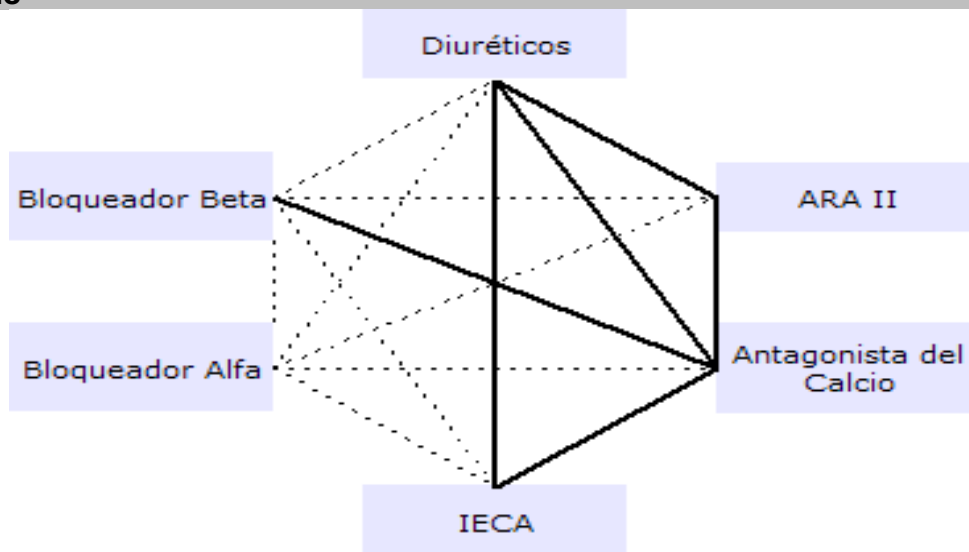 Diuréticos
Bloqueador Beta
ARA II
Bloqueador Alfa
Antagonista del
Calcio
IECA